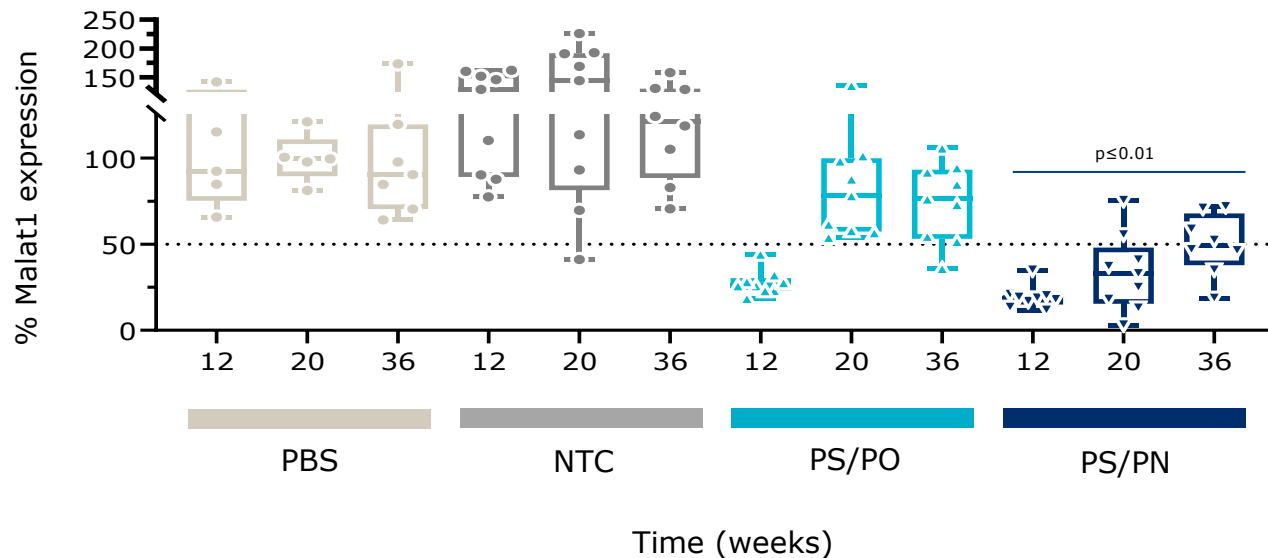 % Malat1 expression
250
200
150
100
50
0
p≤0.01
12 20 36 12 20 36 12 20 36 12 20 36
PBS NTC PS/PO PS/PN
Time (weeks)